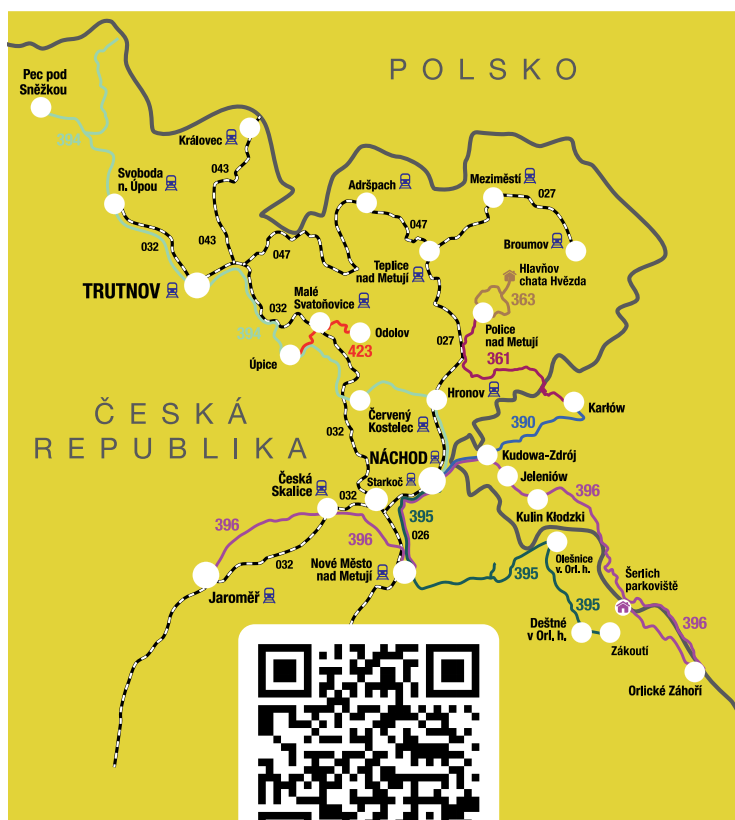 POLSKO
Pec pod
Sněžkou
394
Královec
043
Svoboda
n. Úpou
Adršpach
Meziměstí
027
047
032
043
047
Broumov
Teplice
nad Metují
Hlavňov
chata Hvězda
363
TRUTNOV
Malé
Svatoňovice
032
394
Odolov
423
Úpice
Police
nad Metují
027
361
Hronov
Karłów
ČESKÁ
REPUBLIKA
Červený
Kostelec
390
032
NÁCHOD
Kudowa-Zdrój
Jeleniów
Starkoč
Česká
Skalice
032
396
Kulin Kłodzki
395
396
396
026
Nové Město
nad Metují
Olešnice
v. Orl. h.
032
395
Šerlich
parkoviště
Jaroměř
395
Deštné
v Orl. h.
396
Zákoutí
Orlické Záhoří